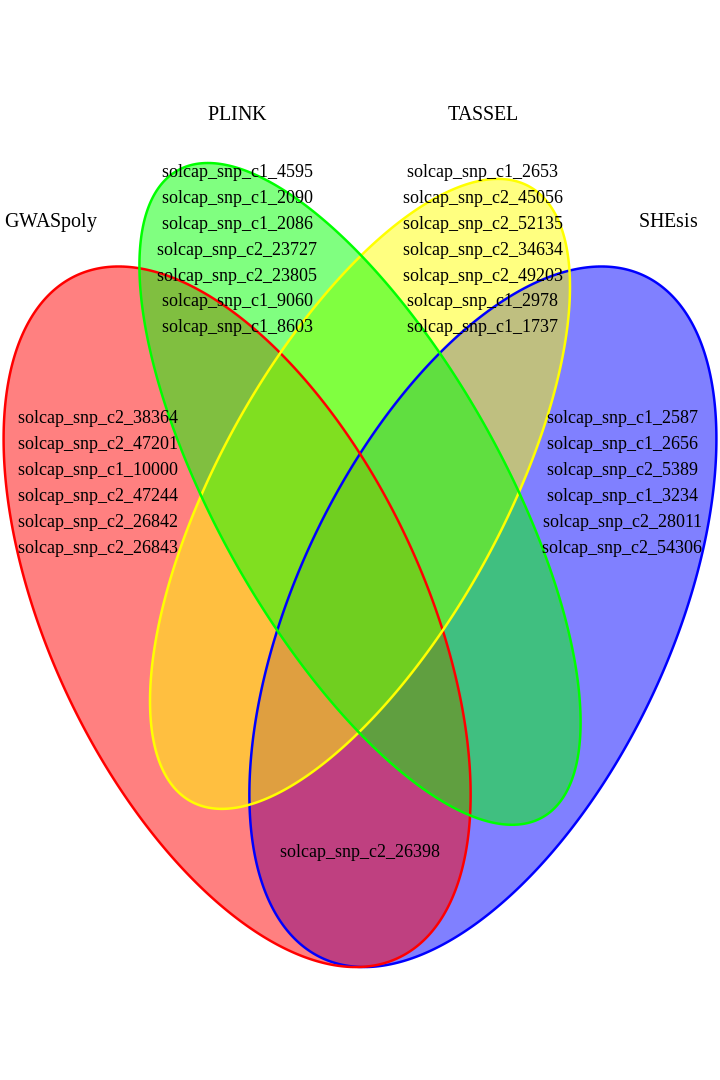 PLINK
TASSEL
GWASpoly
SHEsis
solcap_snp_c1_4595
solcap_snp_c1_2090
solcap_snp_c1_2086
solcap_snp_c2_23727
solcap_snp_c2_23805
solcap_snp_c1_9060
solcap_snp_c1_8603
solcap_snp_c1_2653
solcap_snp_c2_45056
solcap_snp_c2_52135
solcap_snp_c2_34634
solcap_snp_c2_49203
solcap_snp_c1_2978
solcap_snp_c1_1737
solcap_snp_c2_38364
solcap_snp_c2_47201
solcap_snp_c1_10000
solcap_snp_c2_47244
solcap_snp_c2_26842
solcap_snp_c2_26843
solcap_snp_c1_2587
solcap_snp_c1_2656
solcap_snp_c2_5389
solcap_snp_c1_3234
solcap_snp_c2_28011
solcap_snp_c2_54306
solcap_snp_c2_26398